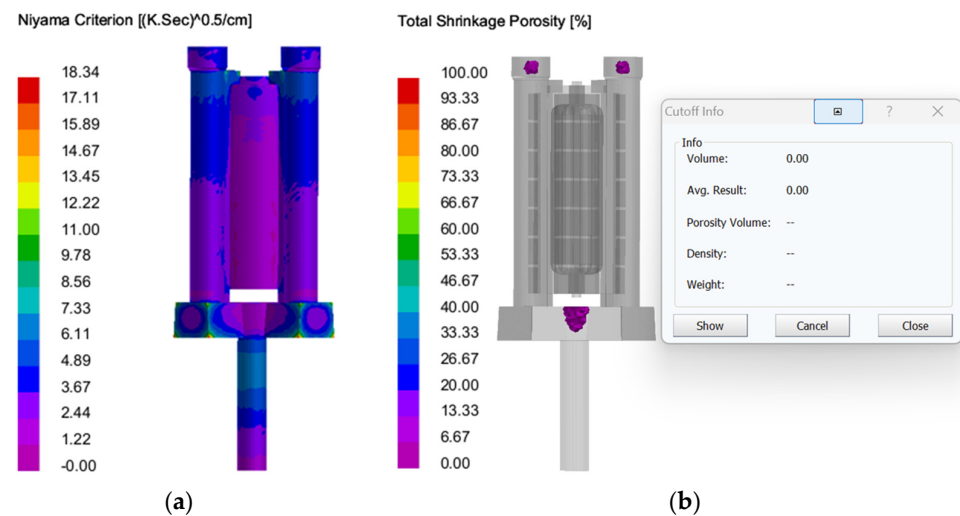 Niyama Criterion [(K.Sec)^0.5/cm]
18.34
17.11
15.89
14.67
13.45
12.22
11.00
9.78
8.56
7.33
6.11
4.89
3.67
2.44
1.22
-0.00
(a)
Total Shrinkage Porosity [%]
100.00
93.33
86.67
80.00
73.33
66.67
60.00
53.33
46.67
40.00
33.33
26.67
20.00
13.33
6.67
0.00
Cutoff Info
?
Info
Volume: 0.00
Avg. Result: 0.00
Porosity Volume: --
Density: --
Weight: --
Show Cancel Close
(b)